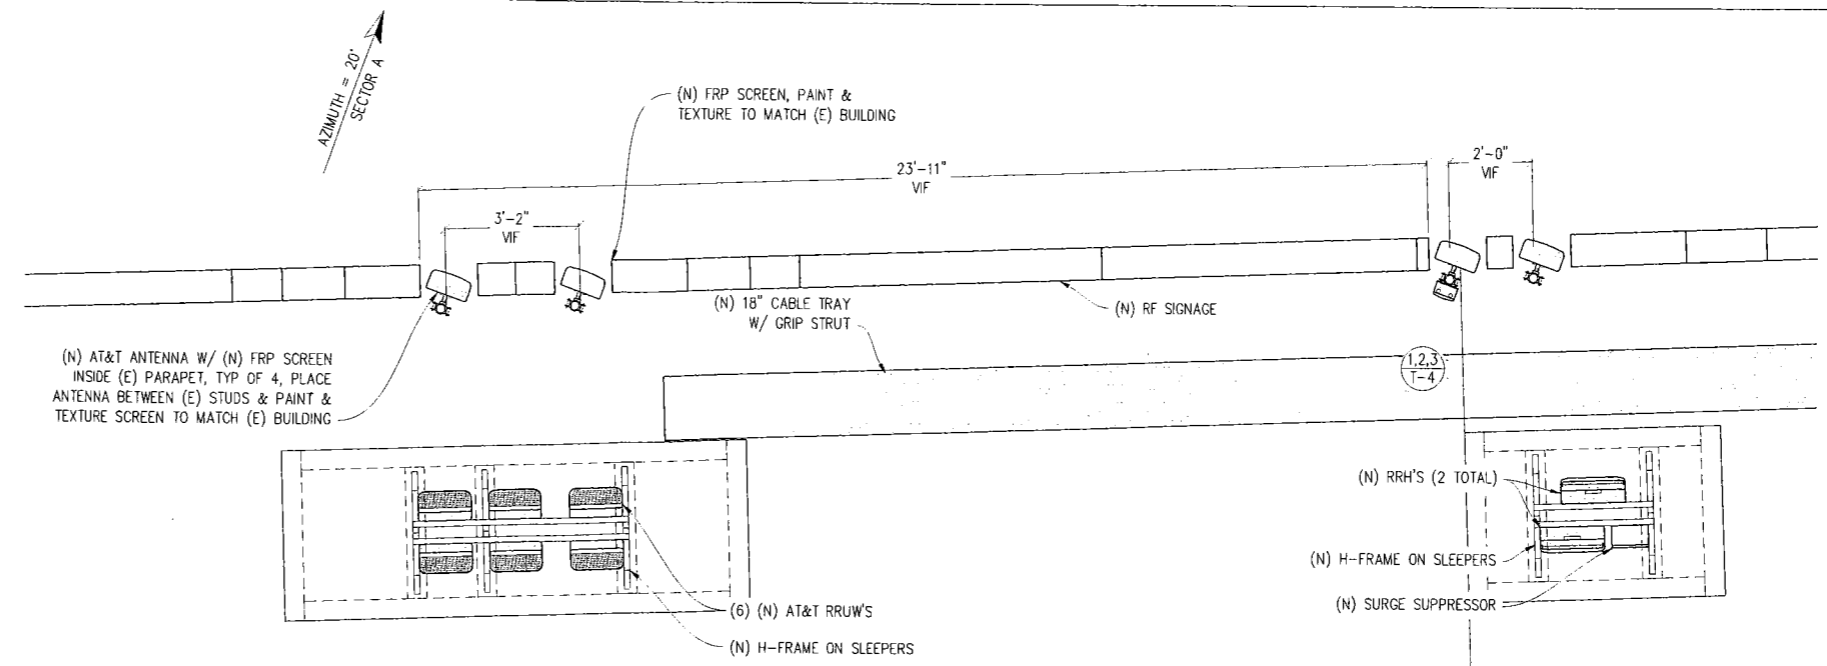 AZIMUTH = 20°
SECTOR A
(N) FRP SCREEN, PAINT &
TEXTURE TO MATCH (E) BUILDING
23'-11"
VIF
2'-0"
VIF
3'-2"
VIF
(N) 18" CABLE TRAY
W/ GRIP STRUT
(N) RF SIGNAGE
(N) AT&T ANTENNA W/ (N) FRP SCREEN
INSIDE (E) PARAPET, TYP OF 4, PLACE
ANTENNA BETWEEN (E) STUDS & PAINT &
TEXTURE SCREEN TO MATCH (E) BUILDING
1,2,3
T-4
(N) RRH'S (2 TOTAL)
(N) H-FRAME ON SLEEPERS
(N) SURGE SUPPRESSOR
(6) (N) AT&T RRUW'S
(N) H-FRAME ON SLEEPERS